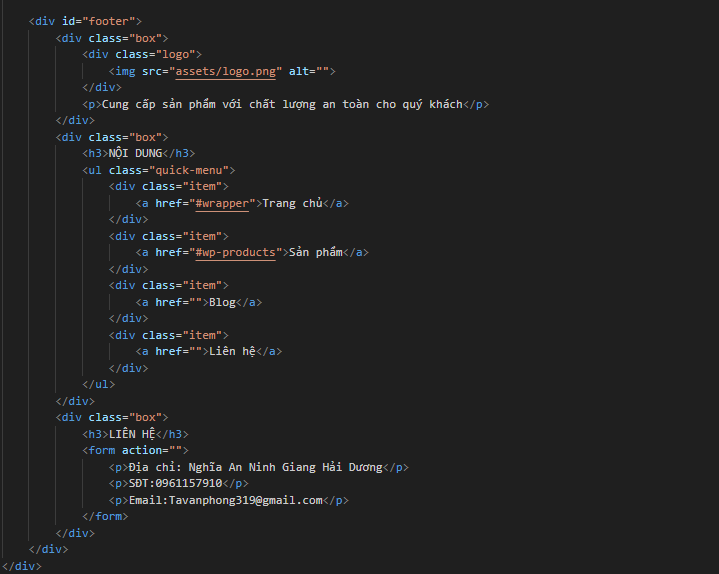 <div id="footer">
<div class="box">
<div class="logo">
<img src="assets/logo.png" alt="">
</div>
<p>Cung cấp sản phẩm với chất lượng an toàn cho quý khách</p>
</div>
<div class="box">
<h3>NỘI DUNG</h3>
<ul class="quick-menu">
<div class="item">
<a href="#wrapper">Trang chủ</a>
</div>
<div class="item">
<a href="#wp-products">Sản phẩm</a>
</div>
<div class="item">
<a href="">Blog</a>
</div>
<div class="item">
<a href="">Liên hệ</a>
</div>
</ul>
</div>
<div class="box">
<h3>LIÊN HỆ</h3>
<form action="">
<p>Địa chỉ: Nghĩa An Ninh Giang Hải Dương</p>
<p>SĐT:0961157910</p>
<p>Email:Tavanphong319@gmail.com</p>
</form>
</div>
</div>
</div>